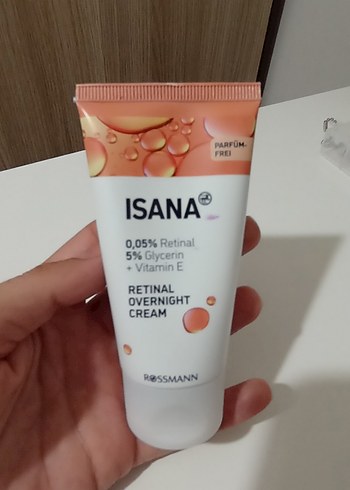 PARFÜM-
FREI
ISANA
0,05% Retinal
5% Glycerin
+ Vitamin E
RETINAL
OVERNIGHT
CREAM
ROSSMANN